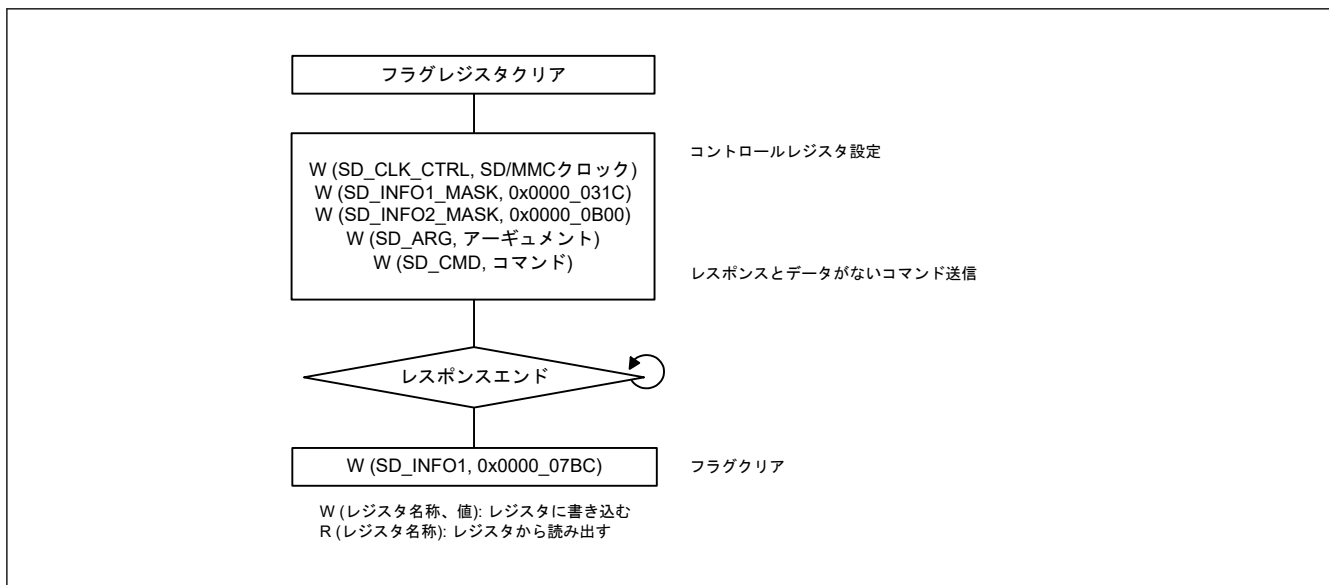 フラグレジスタクリア
W (SD_CLK_CTRL, SD/MMCクロック)
W (SD_INFO1_MASK, 0x0000_031C)
W (SD_INFO2_MASK, 0x0000_0B00)
W (SD_ARG, アーギュメント)
W (SD_CMD, コマンド)
コントロールレジスタ設定
レスポンスとデータがないコマンド送信
レスポンスエンド
W (SD_INFO1, 0x0000_07BC)
フラグクリア
W (レジスタ名称、値): レジスタに書き込む
R (レジスタ名称): レジスタから読み出す